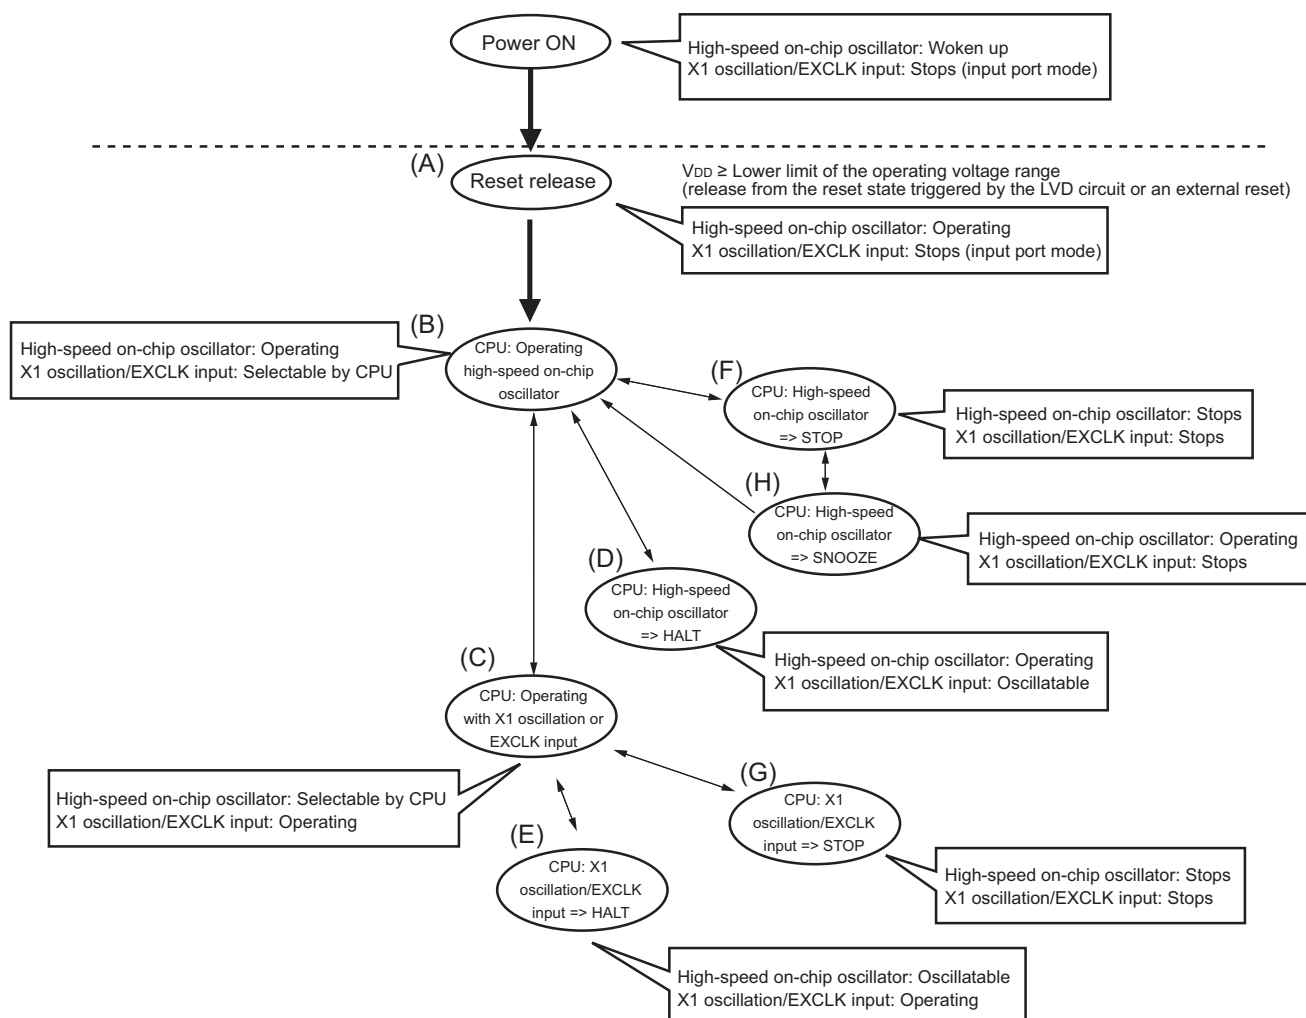 Power ON
High-speed on-chip oscillator: Woken up
X1 oscillation/EXCLK input: Stops (input port mode)
(A)
Reset release
VDD ≥ Lower limit of the operating voltage range
(release from the reset state triggered by the LVD circuit or an external reset)
High-speed on-chip oscillator: Operating
X1 oscillation/EXCLK input: Stops (input port mode)
(B)
High-speed on-chip oscillator: Operating
X1 oscillation/EXCLK input: Selectable by CPU
CPU: Operating
high-speed on-chip
oscillator
(F)
CPU: High-speed
on-chip oscillator
=> STOP
High-speed on-chip oscillator: Stops
X1 oscillation/EXCLK input: Stops
(H)
CPU: High-speed
on-chip oscillator
=> SNOOZE
High-speed on-chip oscillator: Operating
X1 oscillation/EXCLK input: Stops
(D)
CPU: High-speed
on-chip oscillator
=> HALT
High-speed on-chip oscillator: Operating
X1 oscillation/EXCLK input: Oscillatable
(C)
CPU: Operating
with X1 oscillation or
EXCLK input
High-speed on-chip oscillator: Selectable by CPU
X1 oscillation/EXCLK input: Operating
(G)
CPU: X1
oscillation/EXCLK
input => STOP
High-speed on-chip oscillator: Stops
X1 oscillation/EXCLK input: Stops
(E)
CPU: X1
oscillation/EXCLK
input => HALT
High-speed on-chip oscillator: Oscillatable
X1 oscillation/EXCLK input: Operating